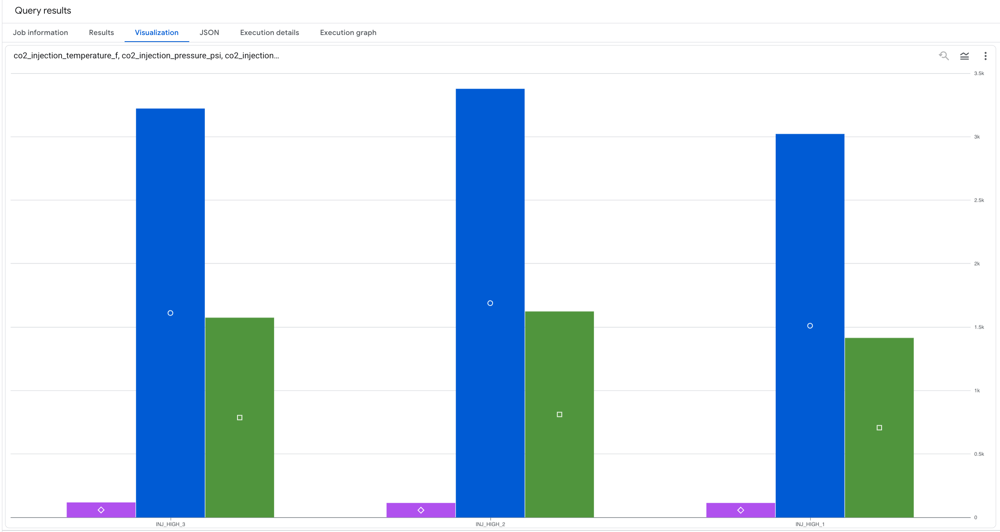 Query results
Job information Results Visualization JSON Execution details Execution graph
co2_injection_temperature_f, co2_injection_pressure_psi, co2_injection...
3.5k
3k
2.5k
2k
1.5k
1k
0.5k
0
INJ_HIGH_3 INJ_HIGH_2 INJ_HIGH_1